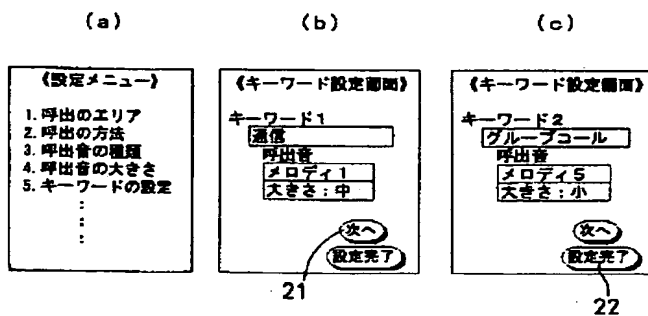 (a)
(b)
(c)
《設定メニュー》
1. 呼出のエリア
2. 呼出の方法
3. 呼出音の種類
4. 呼出音の大きさ
5. キーワードの設定
:
:
:
《キーワード設定画面》
キーワード1
通信
呼出音
メロディ1
大きさ:中
次へ
設定完了
21
《キーワード設定画面》
キーワード2
グループコール
呼出音
メロディ5
大きさ:小
次へ
設定完了
22